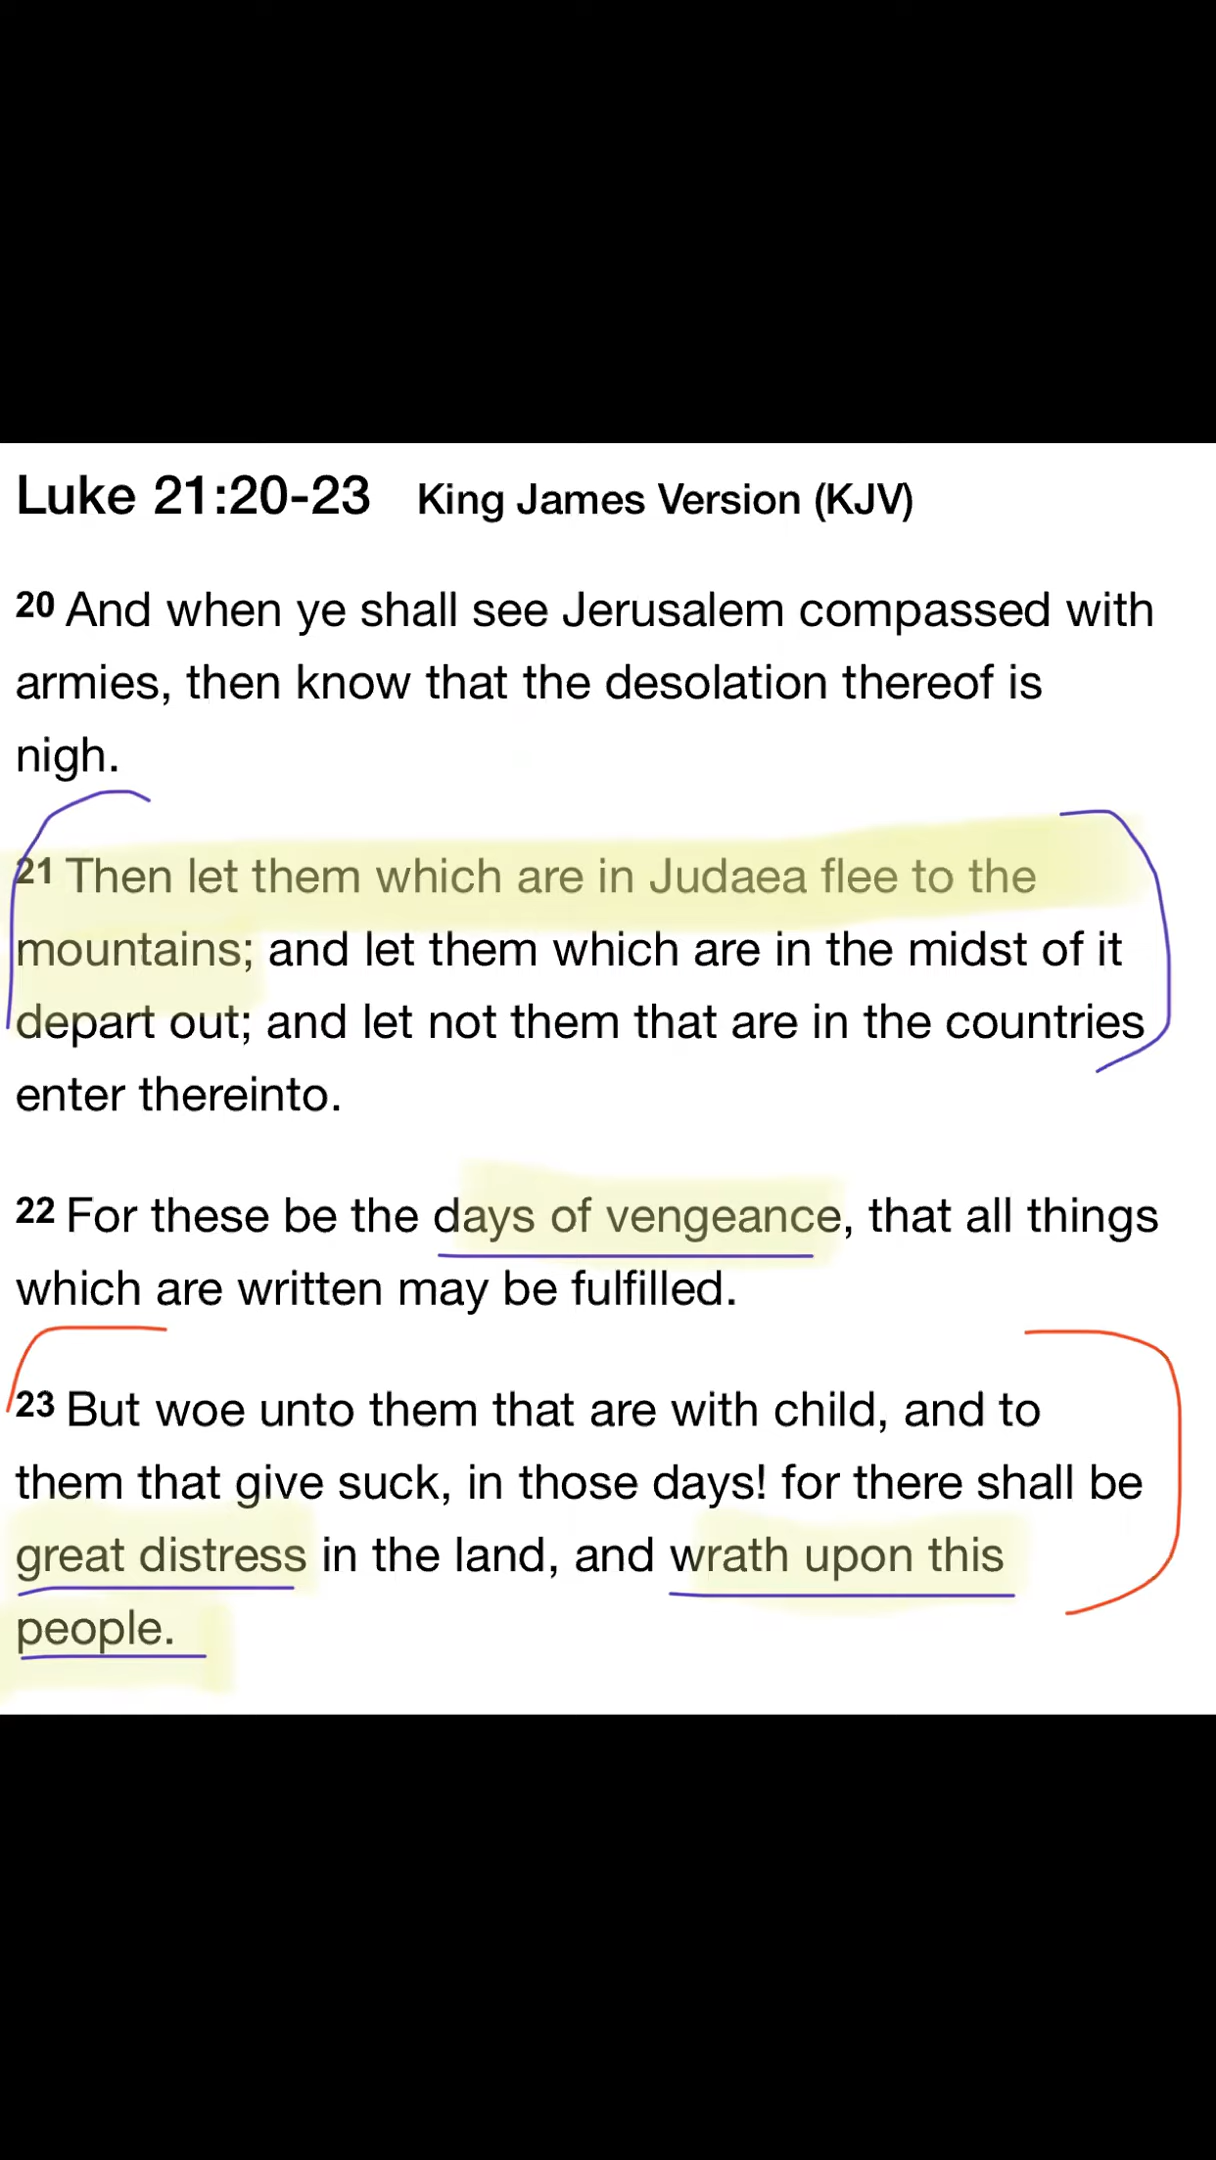 Luke 21:20-23 King James Version (KJV)
20 And when ye shall see Jerusalem compassed with
armies, then know that the desolation thereof is
nigh.
21 Then let them which are in Judaea flee to the
mountains; and let them which are in the midst of it
depart out; and let not them that are in the countries
enter thereinto.
22 For these be the days of vengeance, that all things
which are written may be fulfilled.
23 But woe unto them that are with child, and to
them that give suck, in those days! for there shall be
great distress in the land, and wrath upon this
people.